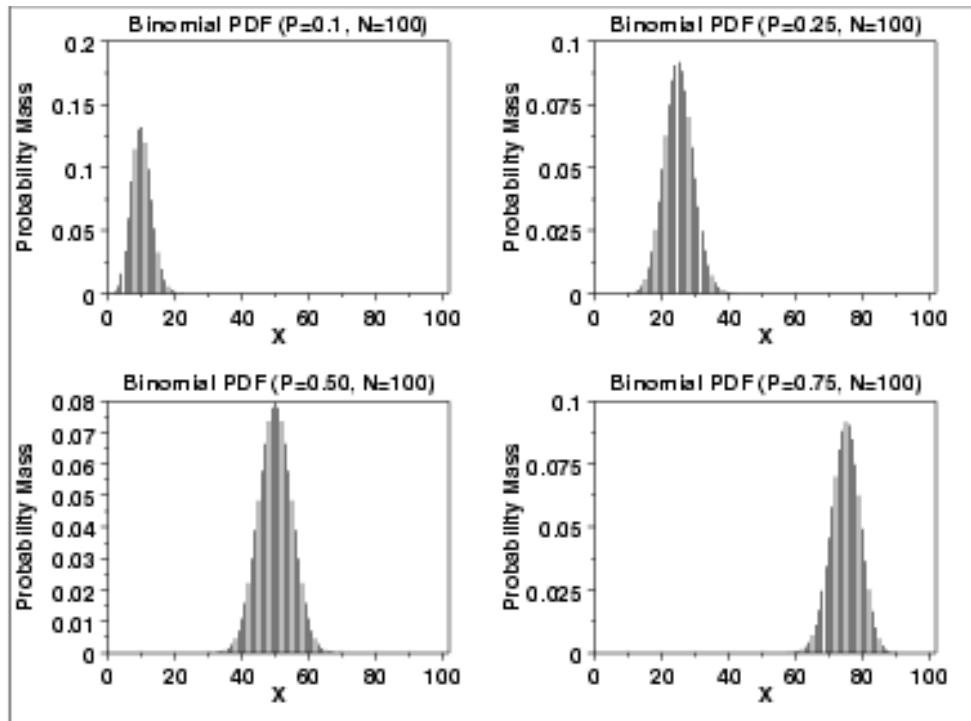 Binomial PDF (P=0.1, N=100)
Probability Mass
0.2
0.15
0.1
0.05
0
0 20 40 60 80 100
X
Binomial PDF (P=0.25, N=100)
Probability Mass
0.1
0.075
0.05
0.025
0
0 20 40 60 80 100
X
Binomial PDF (P=0.50, N=100)
Probability Mass
0.08
0.07
0.06
0.05
0.04
0.03
0.02
0.01
0
0 20 40 60 80 100
X
Binomial PDF (P=0.75, N=100)
Probability Mass
0.1
0.075
0.05
0.025
0
0 20 40 60 80 100
X